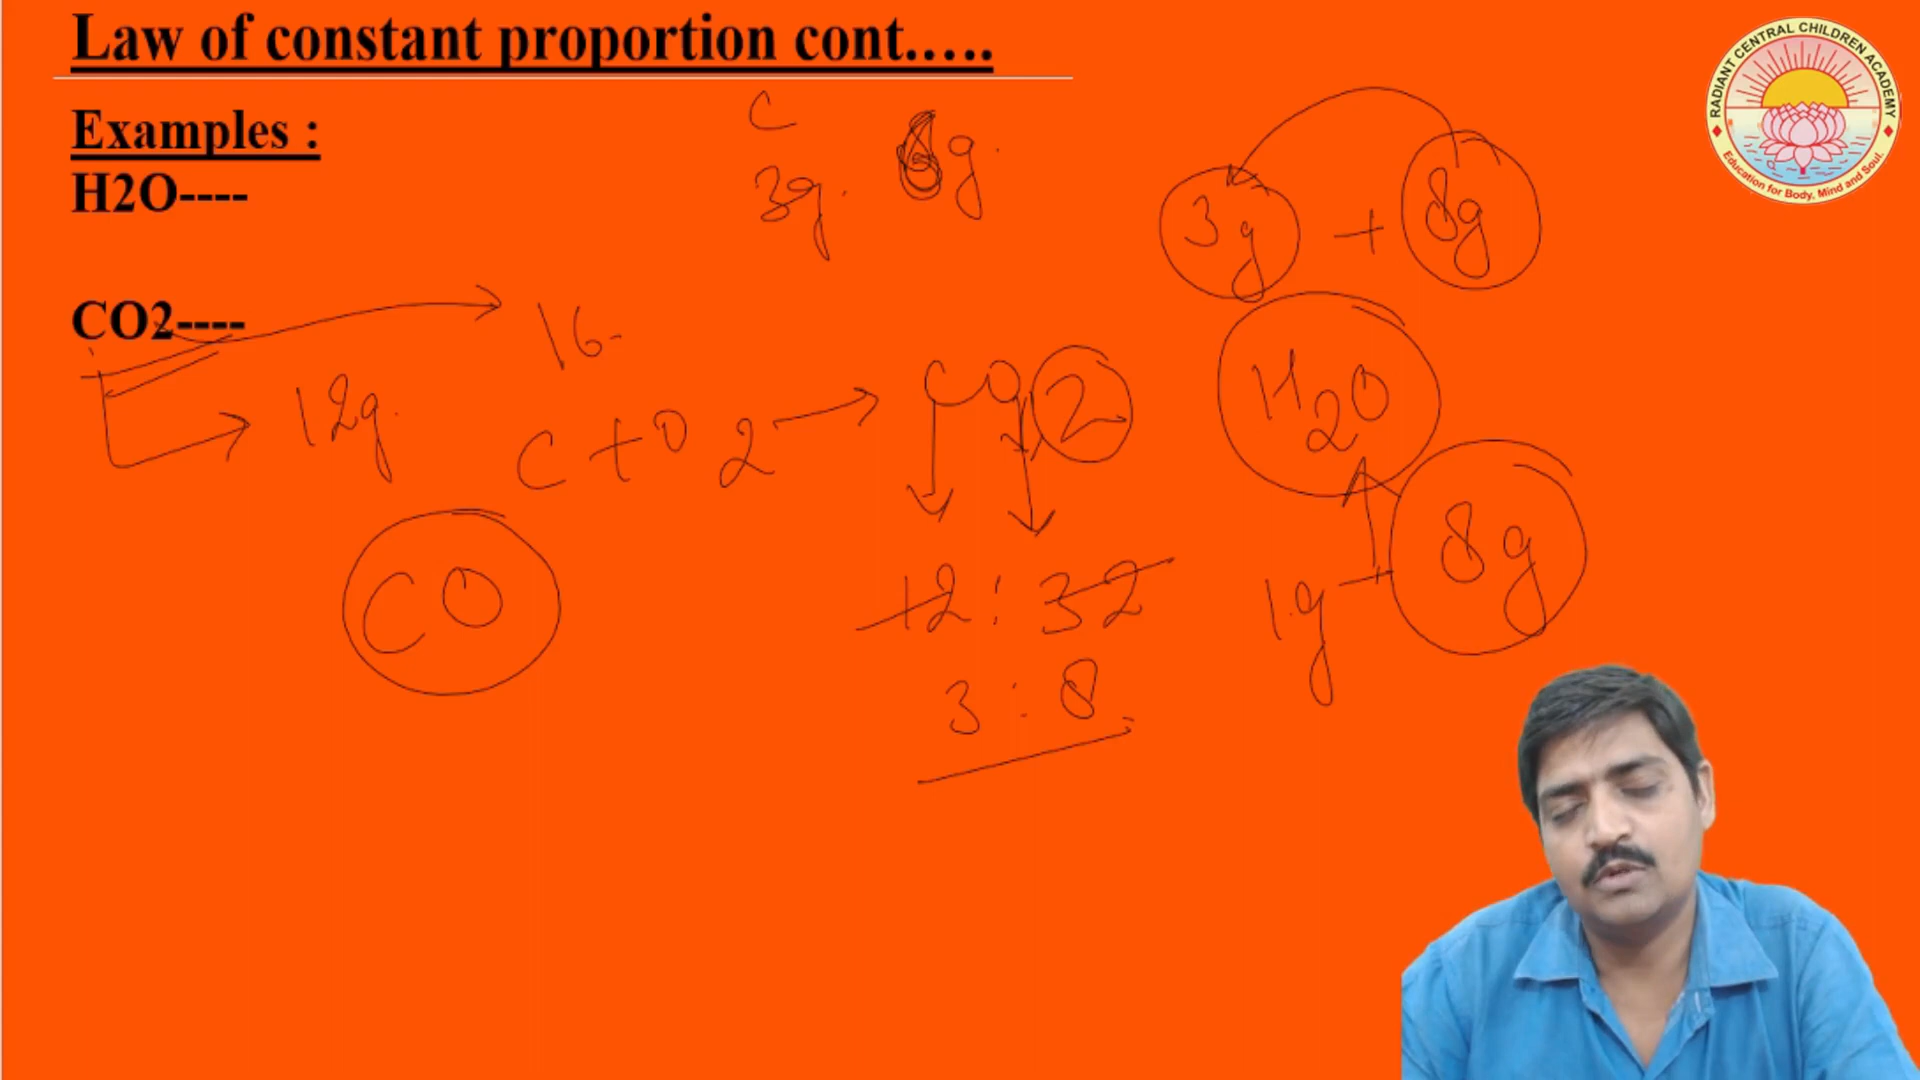 Law of constant proportion cont.....
Examples :
H2O----
CO2----
C
3g. 8g.
3g + 8g
16-
12g.
C + O2 → CO2
H2O
CO
12 : 32
3 : 8
1g + 8g
RADIANT CENTRAL CHILDREN ACADEMY
Education for Body, Mind and Soul.